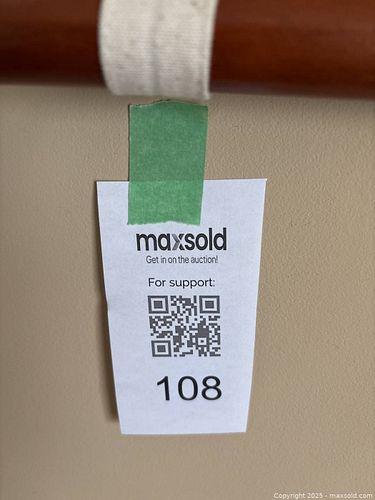 maxsold
Get in on the auction!
For support:
108
Copyright 2025 - maxsold.com